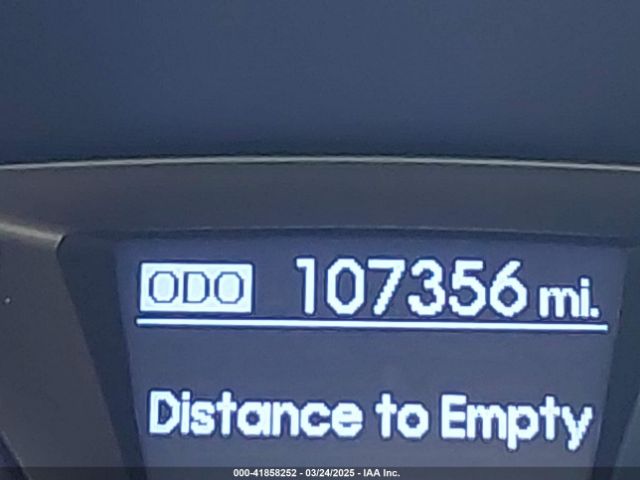 ODO 107356 mi.
Distance to Empty
000-41858252 - 03/24/2025 - IAA Inc.